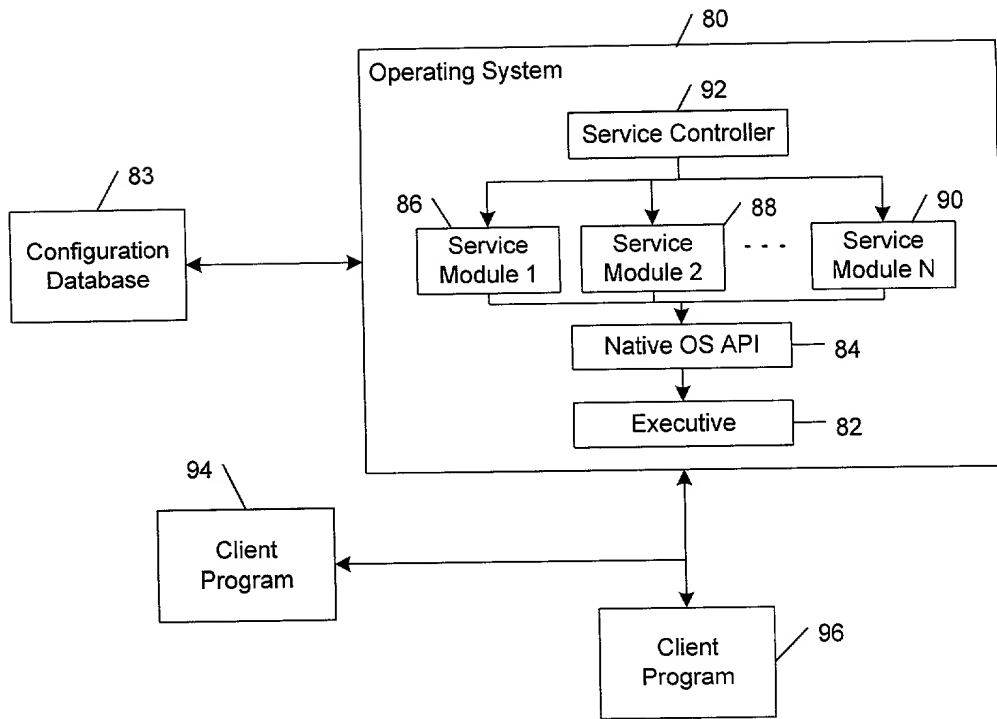 80
Operating System
92
Service Controller
83
Configuration
Database
86
Service
Module 1
88
Service
Module 2
- - - -
90
Service
Module N
Native OS API
84
Executive
82
94
Client
Program
Client
Program
96